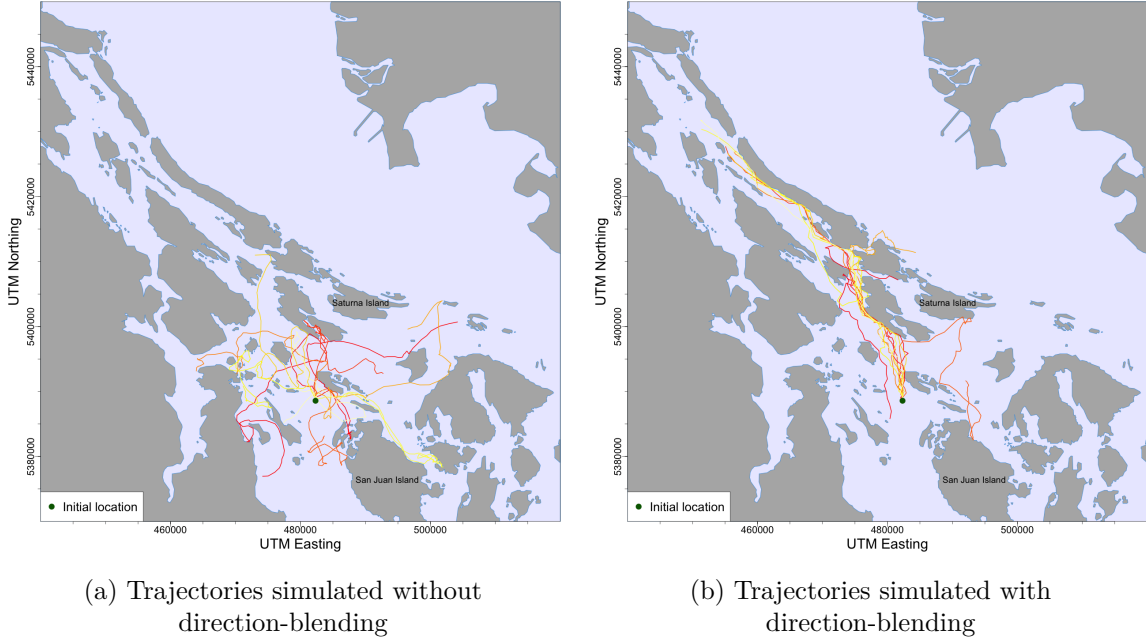 5440000
5420000
5400000
5380000
UTM Northing
Saturna Island
San Juan Island
Initial location
460000
480000
500000
UTM Easting
5440000
5420000
5400000
5380000
UTM Northing
Saturna Island
San Juan Island
Initial location
460000
480000
500000
UTM Easting
(a) Trajectories simulated without
direction-blending
(b) Trajectories simulated with
direction-blending